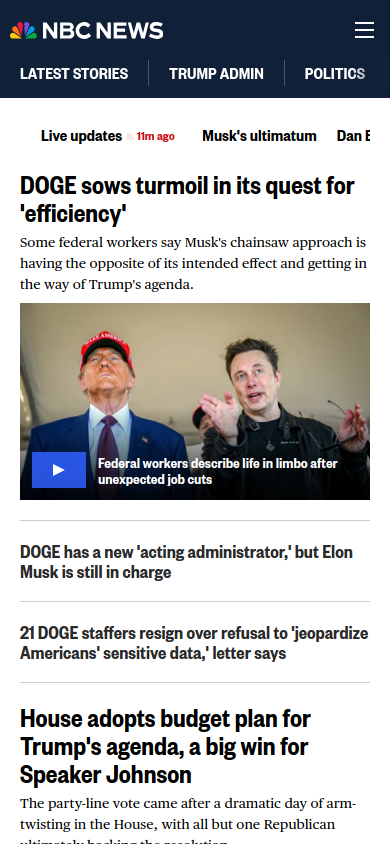 NBC NEWS
LATEST STORIES
TRUMP ADMIN
POLITICS
Live updates
11m ago
Musk's ultimatum
Dan
DOGE sows turmoil in its quest for
'efficiency'
Some federal workers say Musk's chainsaw approach is
having the opposite of its intended effect and getting in
the way of Trump's agenda.
Federal workers describe life in limbo after
unexpected job cuts
DOGE has a new 'acting administrator,' but Elon
Musk is still in charge
21 DOGE staffers resign over refusal to 'jeopardize
Americans' sensitive data,' letter says
House adopts budget plan for
Trump's agenda, a big win for
Speaker Johnson
The party-line vote came after a dramatic day of arm-
twisting in the House, with all but one Republican
ultimately backing the resolution.